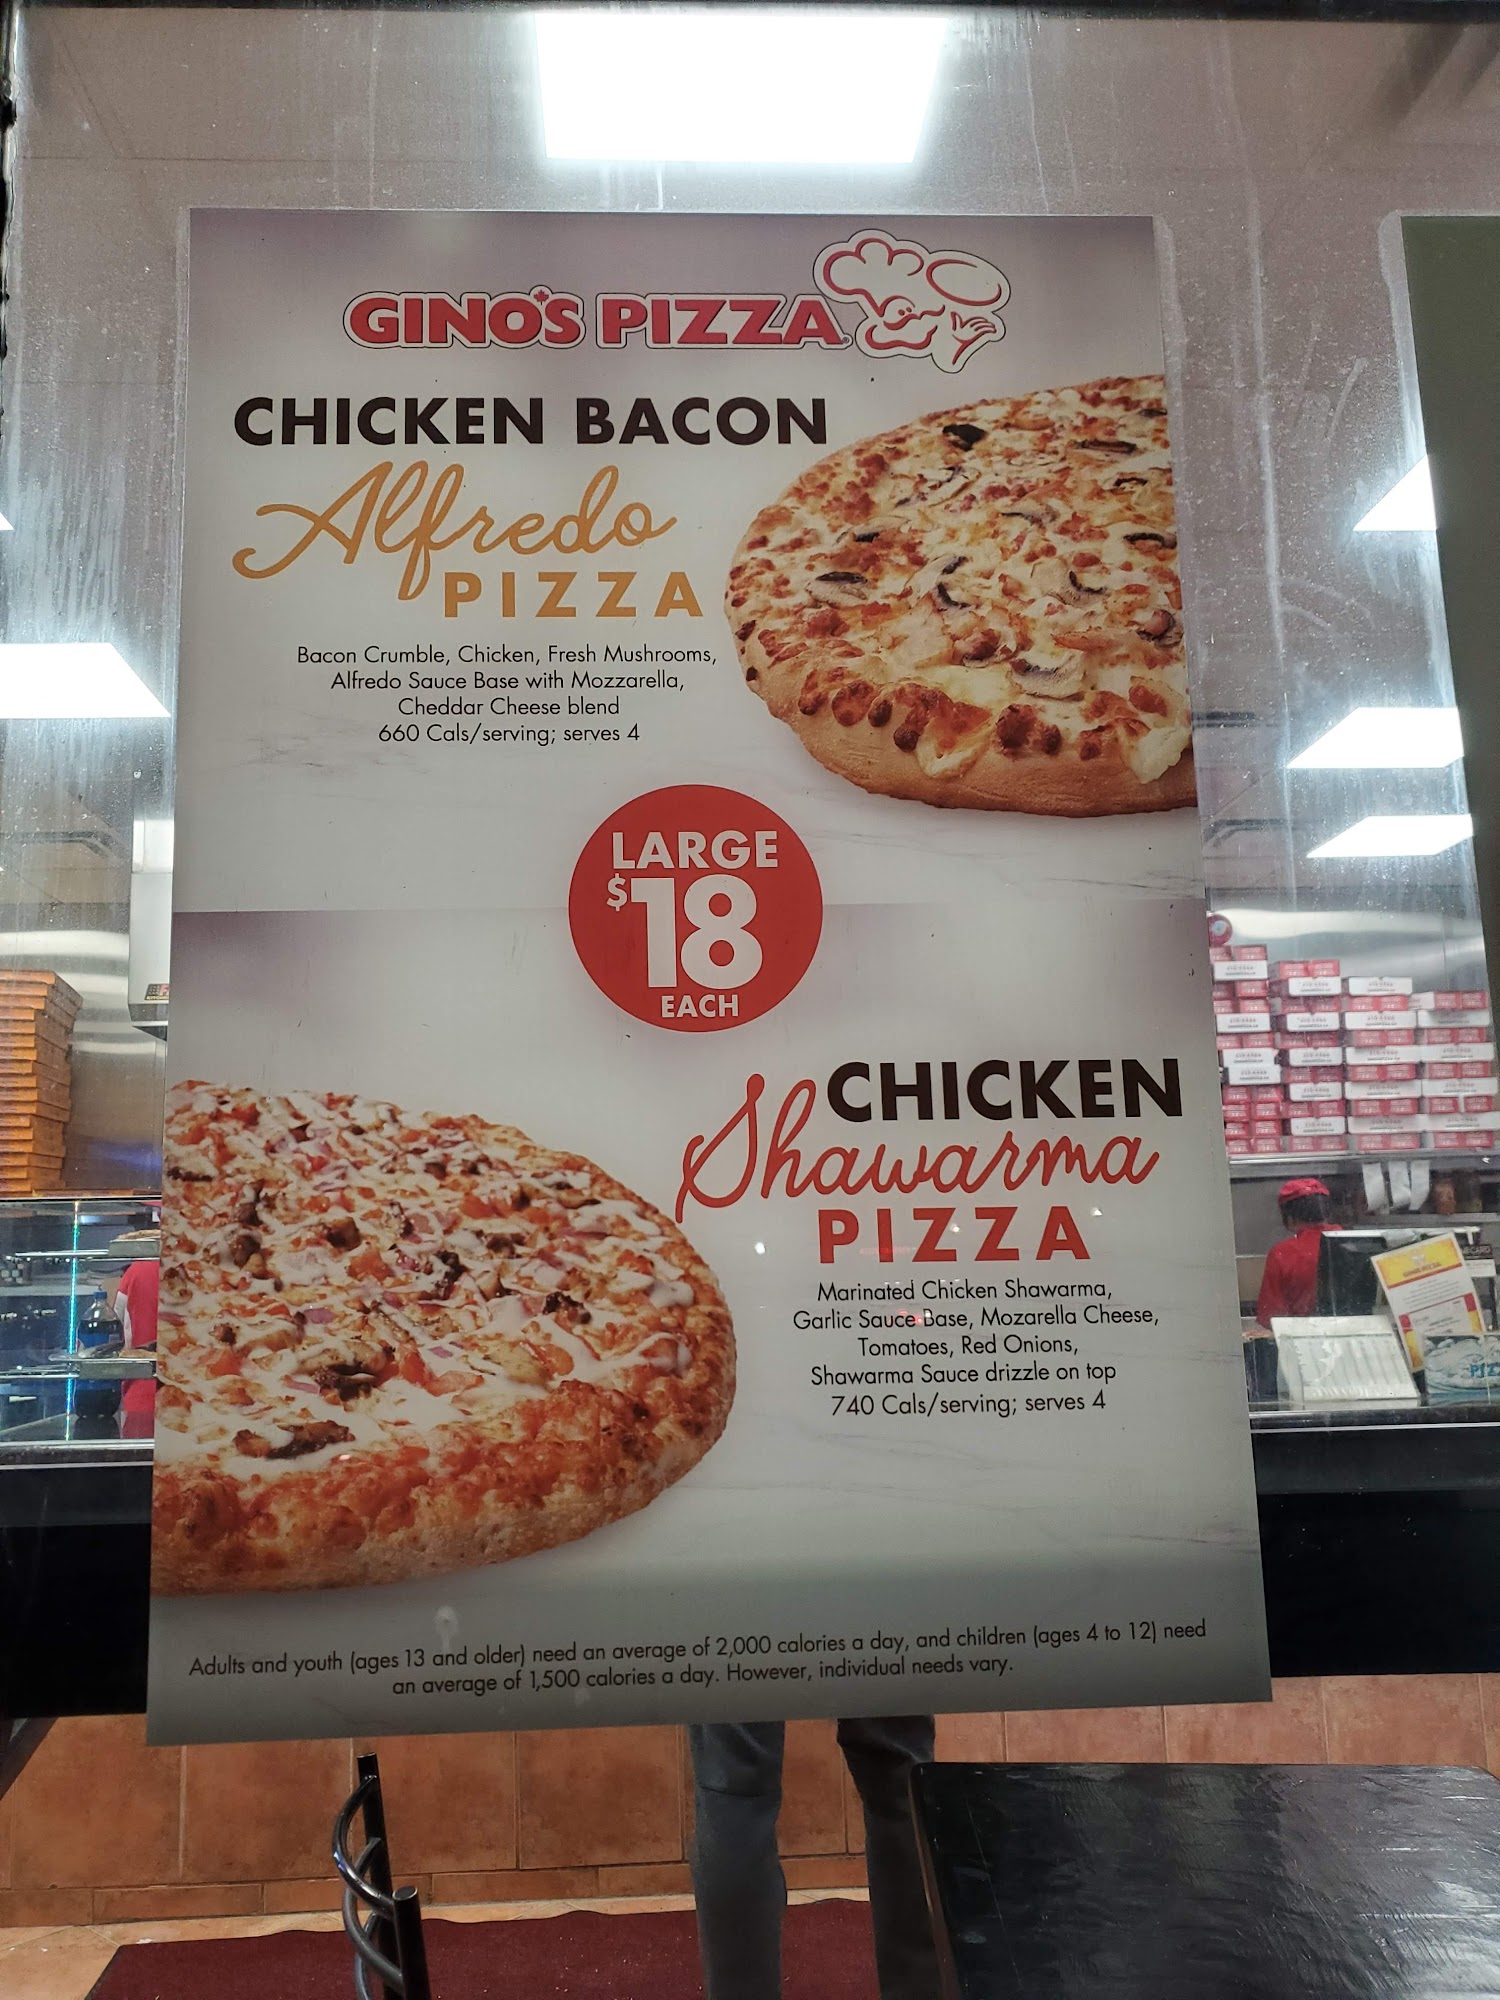 GINO'S PIZZA
CHICKEN BACON
Alfredo
PIZZA
Bacon Crumble, Chicken, Fresh Mushrooms,
Alfredo Sauce Base with Mozzarella,
Cheddar Cheese blend
660 Cals/serving; serves 4
LARGE
$18
EACH
CHICKEN
Shawarma
PIZZA
Marinated Chicken Shawarma,
Garlic Sauce Base, Mozarella Cheese,
Tomatoes, Red Onions,
Shawarma Sauce drizzle on top
740 Cals/serving; serves 4
Adults and youth (ages 13 and older) need an average of 2,000 calories a day, and children (ages 4 to 12) need
an average of 1,500 calories a day. However, individual needs vary.